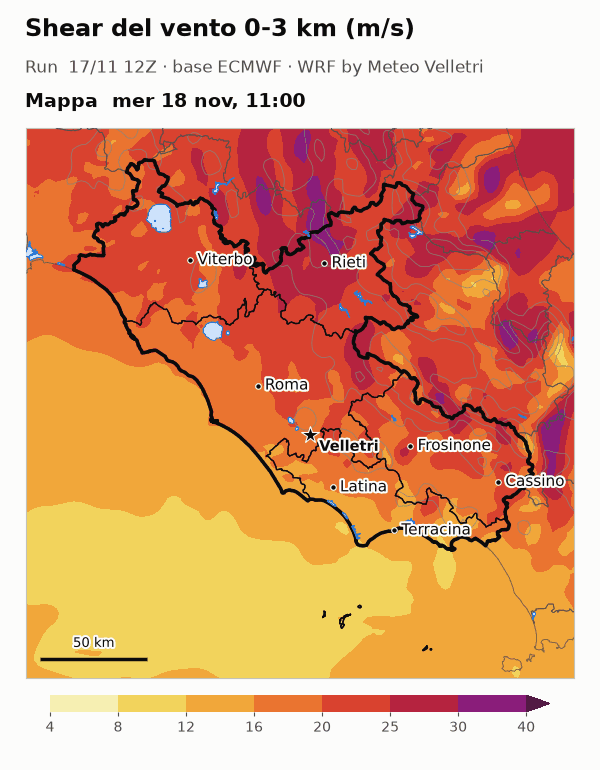 Shear del vento 0-3 km (m/s)
Run  17/11 12Z · base ECMWF · WRF by Meteo Velletri
Mappa  mer 18 nov, 11:00
Viterbo
Rieti
Roma
Velletri
Frosinone
Latina
Cassino
Terracina
50 km
4 8 12 16 20 25 30 40